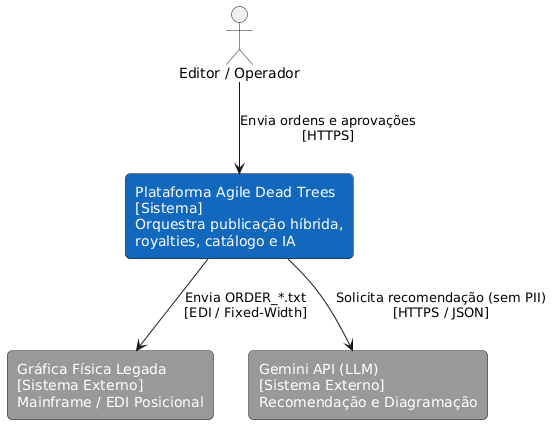 Editor / Operador
Envia ordens e aprovações
[HTTPS]
Plataforma Agile Dead Trees
[Sistema]
Orquestra publicação híbrida,
royalties, catálogo e IA
Envia ORDER_*.txt
[EDI / Fixed-Width]
Solicita recomendação (sem PII)
[HTTPS / JSON]
Gráfica Física Legada
[Sistema Externo]
Mainframe / EDI Posicional
Gemini API (LLM)
[Sistema Externo]
Recomendação e Diagramação